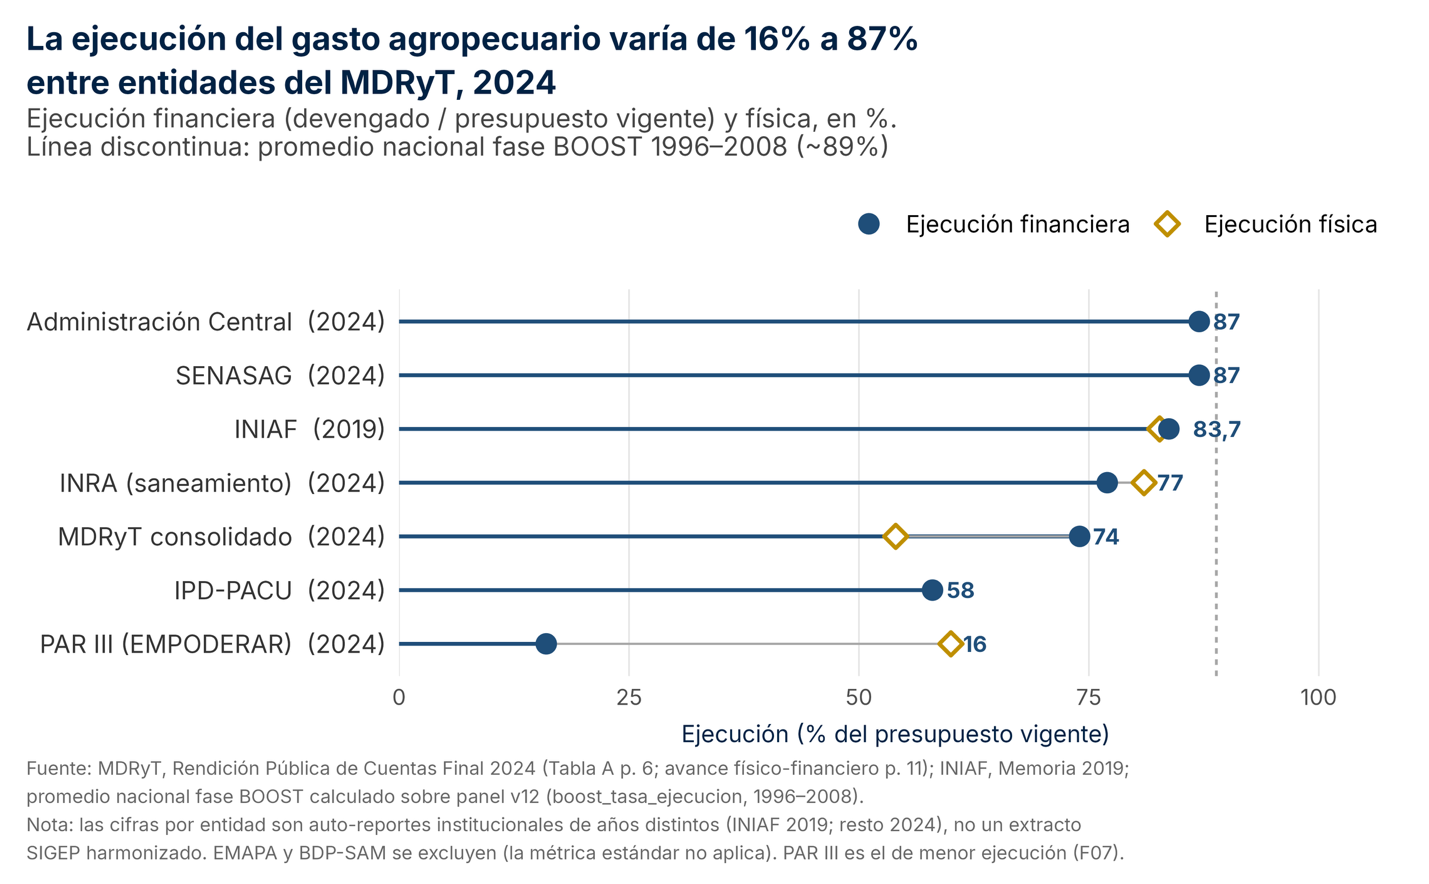 La ejecución del gasto agropecuario varía de 16% a 87%
entre entidades del MDRyT, 2024
Ejecución financiera (devengado / presupuesto vigente) y física, en %.
Línea discontinua: promedio nacional fase BOOST 1996–2008 (~89%)
Ejecución financiera
Ejecución física
Administración Central (2024)
87
SENASAG (2024)
87
INIAF (2019)
83,7
INRA (saneamiento) (2024)
77
MDRyT consolidado (2024)
74
IPD-PACU (2024)
58
PAR III (EMPODERAR) (2024)
16
0 25 50 75 100
Ejecución (% del presupuesto vigente)
Fuente: MDRyT, Rendición Pública de Cuentas Final 2024 (Tabla A p. 6; avance físico-financiero p. 11); INIAF, Memoria 2019;
promedio nacional fase BOOST calculado sobre panel v12 (boost_tasa_ejecucion, 1996–2008).
Nota: las cifras por entidad son auto-reportes institucionales de años distintos (INIAF 2019; resto 2024), no un extracto
SIGEP harmonizado. EMAPA y BDP-SAM se excluyen (la métrica estándar no aplica). PAR III es el de menor ejecución (F07).